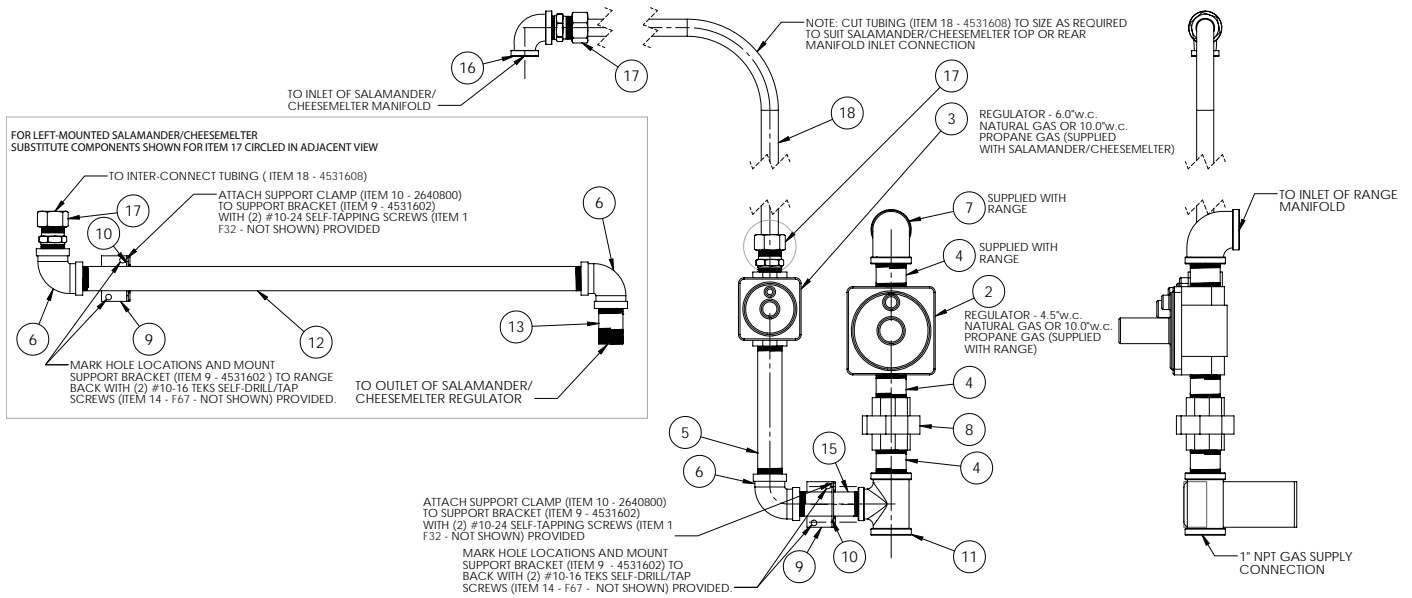 NOTE: CUT TUBING (ITEM 18 - 4531608) TO SIZE AS REQUIRED
TO SUIT SALAMANDER/CHEESEMELTER TOP OR REAR
MANIFOLD INLET CONNECTION
16
17
TO INLET OF SALAMANDER/
CHEESEMELTER MANIFOLD
17
18
3
REGULATOR - 6.0"w.c.
NATURAL GAS OR 10.0"w.c.
PROPANE GAS (SUPPLIED
WITH SALAMANDER/CHEESEMELTER)
FOR LEFT-MOUNTED SALAMANDER/CHEESEMELTER
SUBSTITUTE COMPONENTS SHOWN FOR ITEM 17 CIRCLED IN ADJACENT VIEW
TO INTER-CONNECT TUBING ( ITEM 18 - 4531608)
ATTACH SUPPORT CLAMP (ITEM 10 - 2640800)
TO SUPPORT BRACKET (ITEM 9 - 4531602)
WITH (2) #10-24 SELF-TAPPING SCREWS (ITEM 1
F32 - NOT SHOWN) PROVIDED
17
10
6
6
9
12
13
MARK HOLE LOCATIONS AND MOUNT
SUPPORT BRACKET (ITEM 9 - 4531602 ) TO RANGE
BACK WITH (2) #10-16 TEKS SELF-DRILL/TAP
SCREWS (ITEM 14 - F67 - NOT SHOWN) PROVIDED.
TO OUTLET OF SALAMANDER/
CHEESEMELTER REGULATOR
7
SUPPLIED WITH
RANGE
17
4
SUPPLIED WITH
RANGE
2
REGULATOR - 4.5"w.c.
NATURAL GAS OR 10.0"w.c.
PROPANE GAS (SUPPLIED
WITH RANGE)
TO INLET OF RANGE
MANIFOLD
4
8
5
4
15
6
ATTACH SUPPORT CLAMP (ITEM 10 - 2640800)
TO SUPPORT BRACKET (ITEM 9 - 4531602)
WITH (2) #10-24 SELF-TAPPING SCREWS (ITEM 1
F32 - NOT SHOWN) PROVIDED
MARK HOLE LOCATIONS AND MOUNT
SUPPORT BRACKET (ITEM 9 - 4531602) TO
BACK WITH (2) #10-16 TEKS SELF-DRILL/TAP
SCREWS (ITEM 14 - F67 - NOT SHOWN) PROVIDED.
9
10
11
1" NPT GAS SUPPLY
CONNECTION